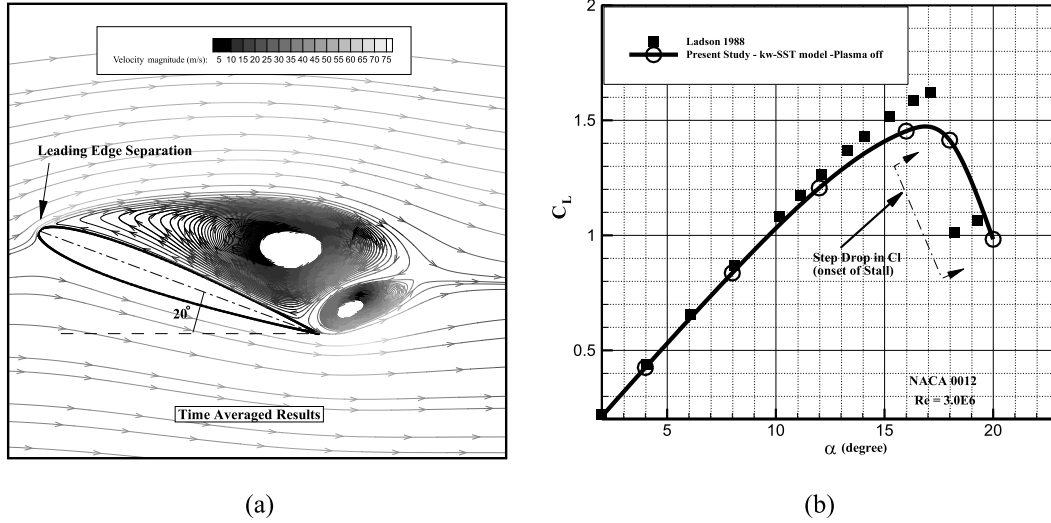 Velocity magnitude (m/s): 5 10 15 20 25 30 35 40 45 50 55 60 65 70 75
Leading Edge Separation
20°
Time Averaged Results
(a)
2
Ladson 1988
Present Study - kw-SST model -Plasma off
1.5
C_L
1
Step Drop in Cl
(onset of Stall)
0.5
NACA 0012
Re = 3.0E6
5 10 15 20
α (degree)
(b)